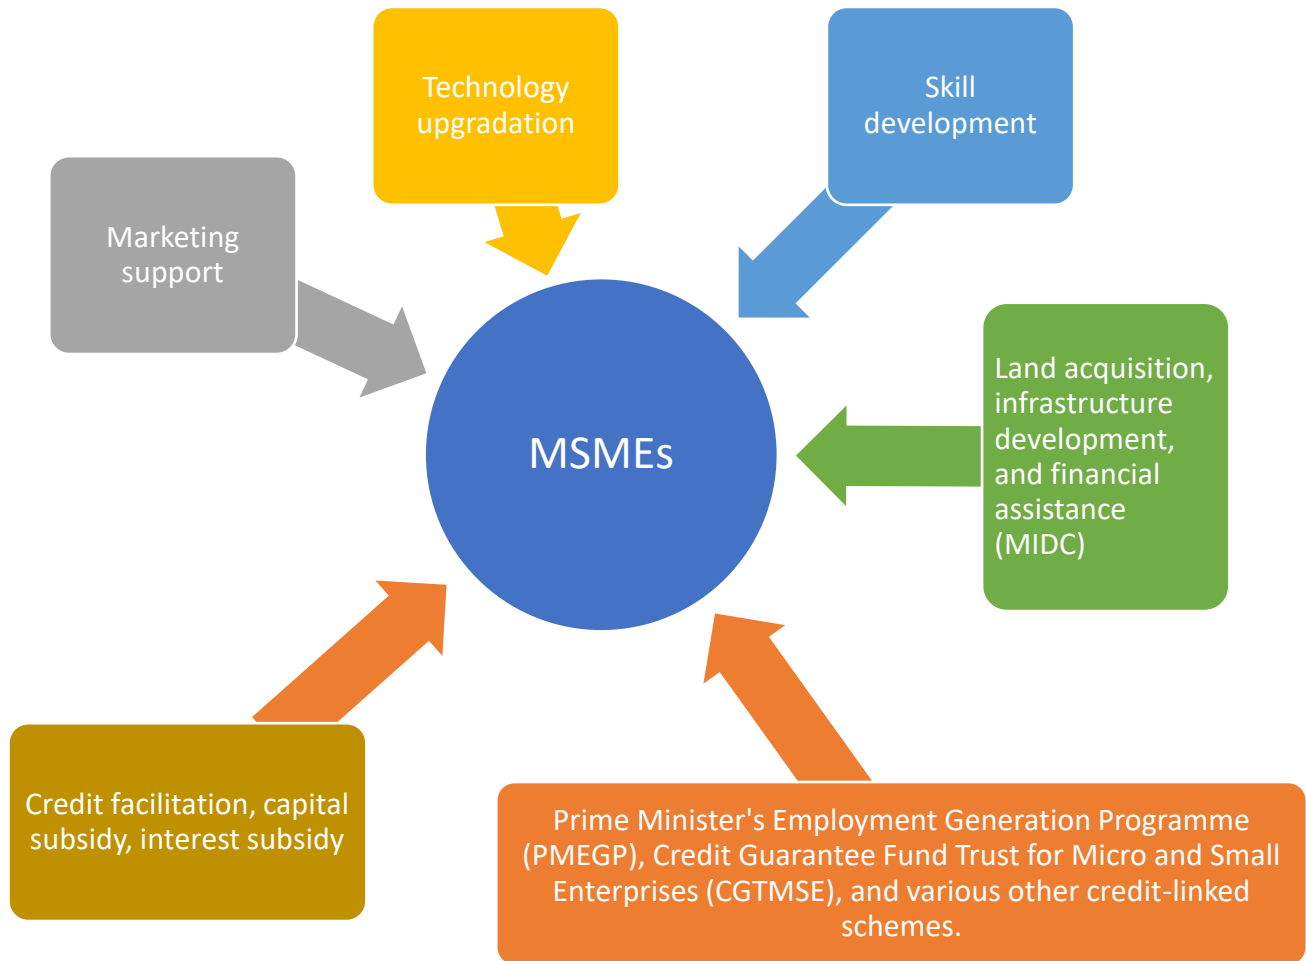 Technology
upgradation
Skill
development
Marketing
support
Land acquisition,
infrastructure
development,
and financial
assistance
(MIDC)
MSMEs
Credit facilitation, capital
subsidy, interest subsidy
Prime Minister's Employment Generation Programme
(PMEGP), Credit Guarantee Fund Trust for Micro and Small
Enterprises (CGTMSE), and various other credit-linked
schemes.